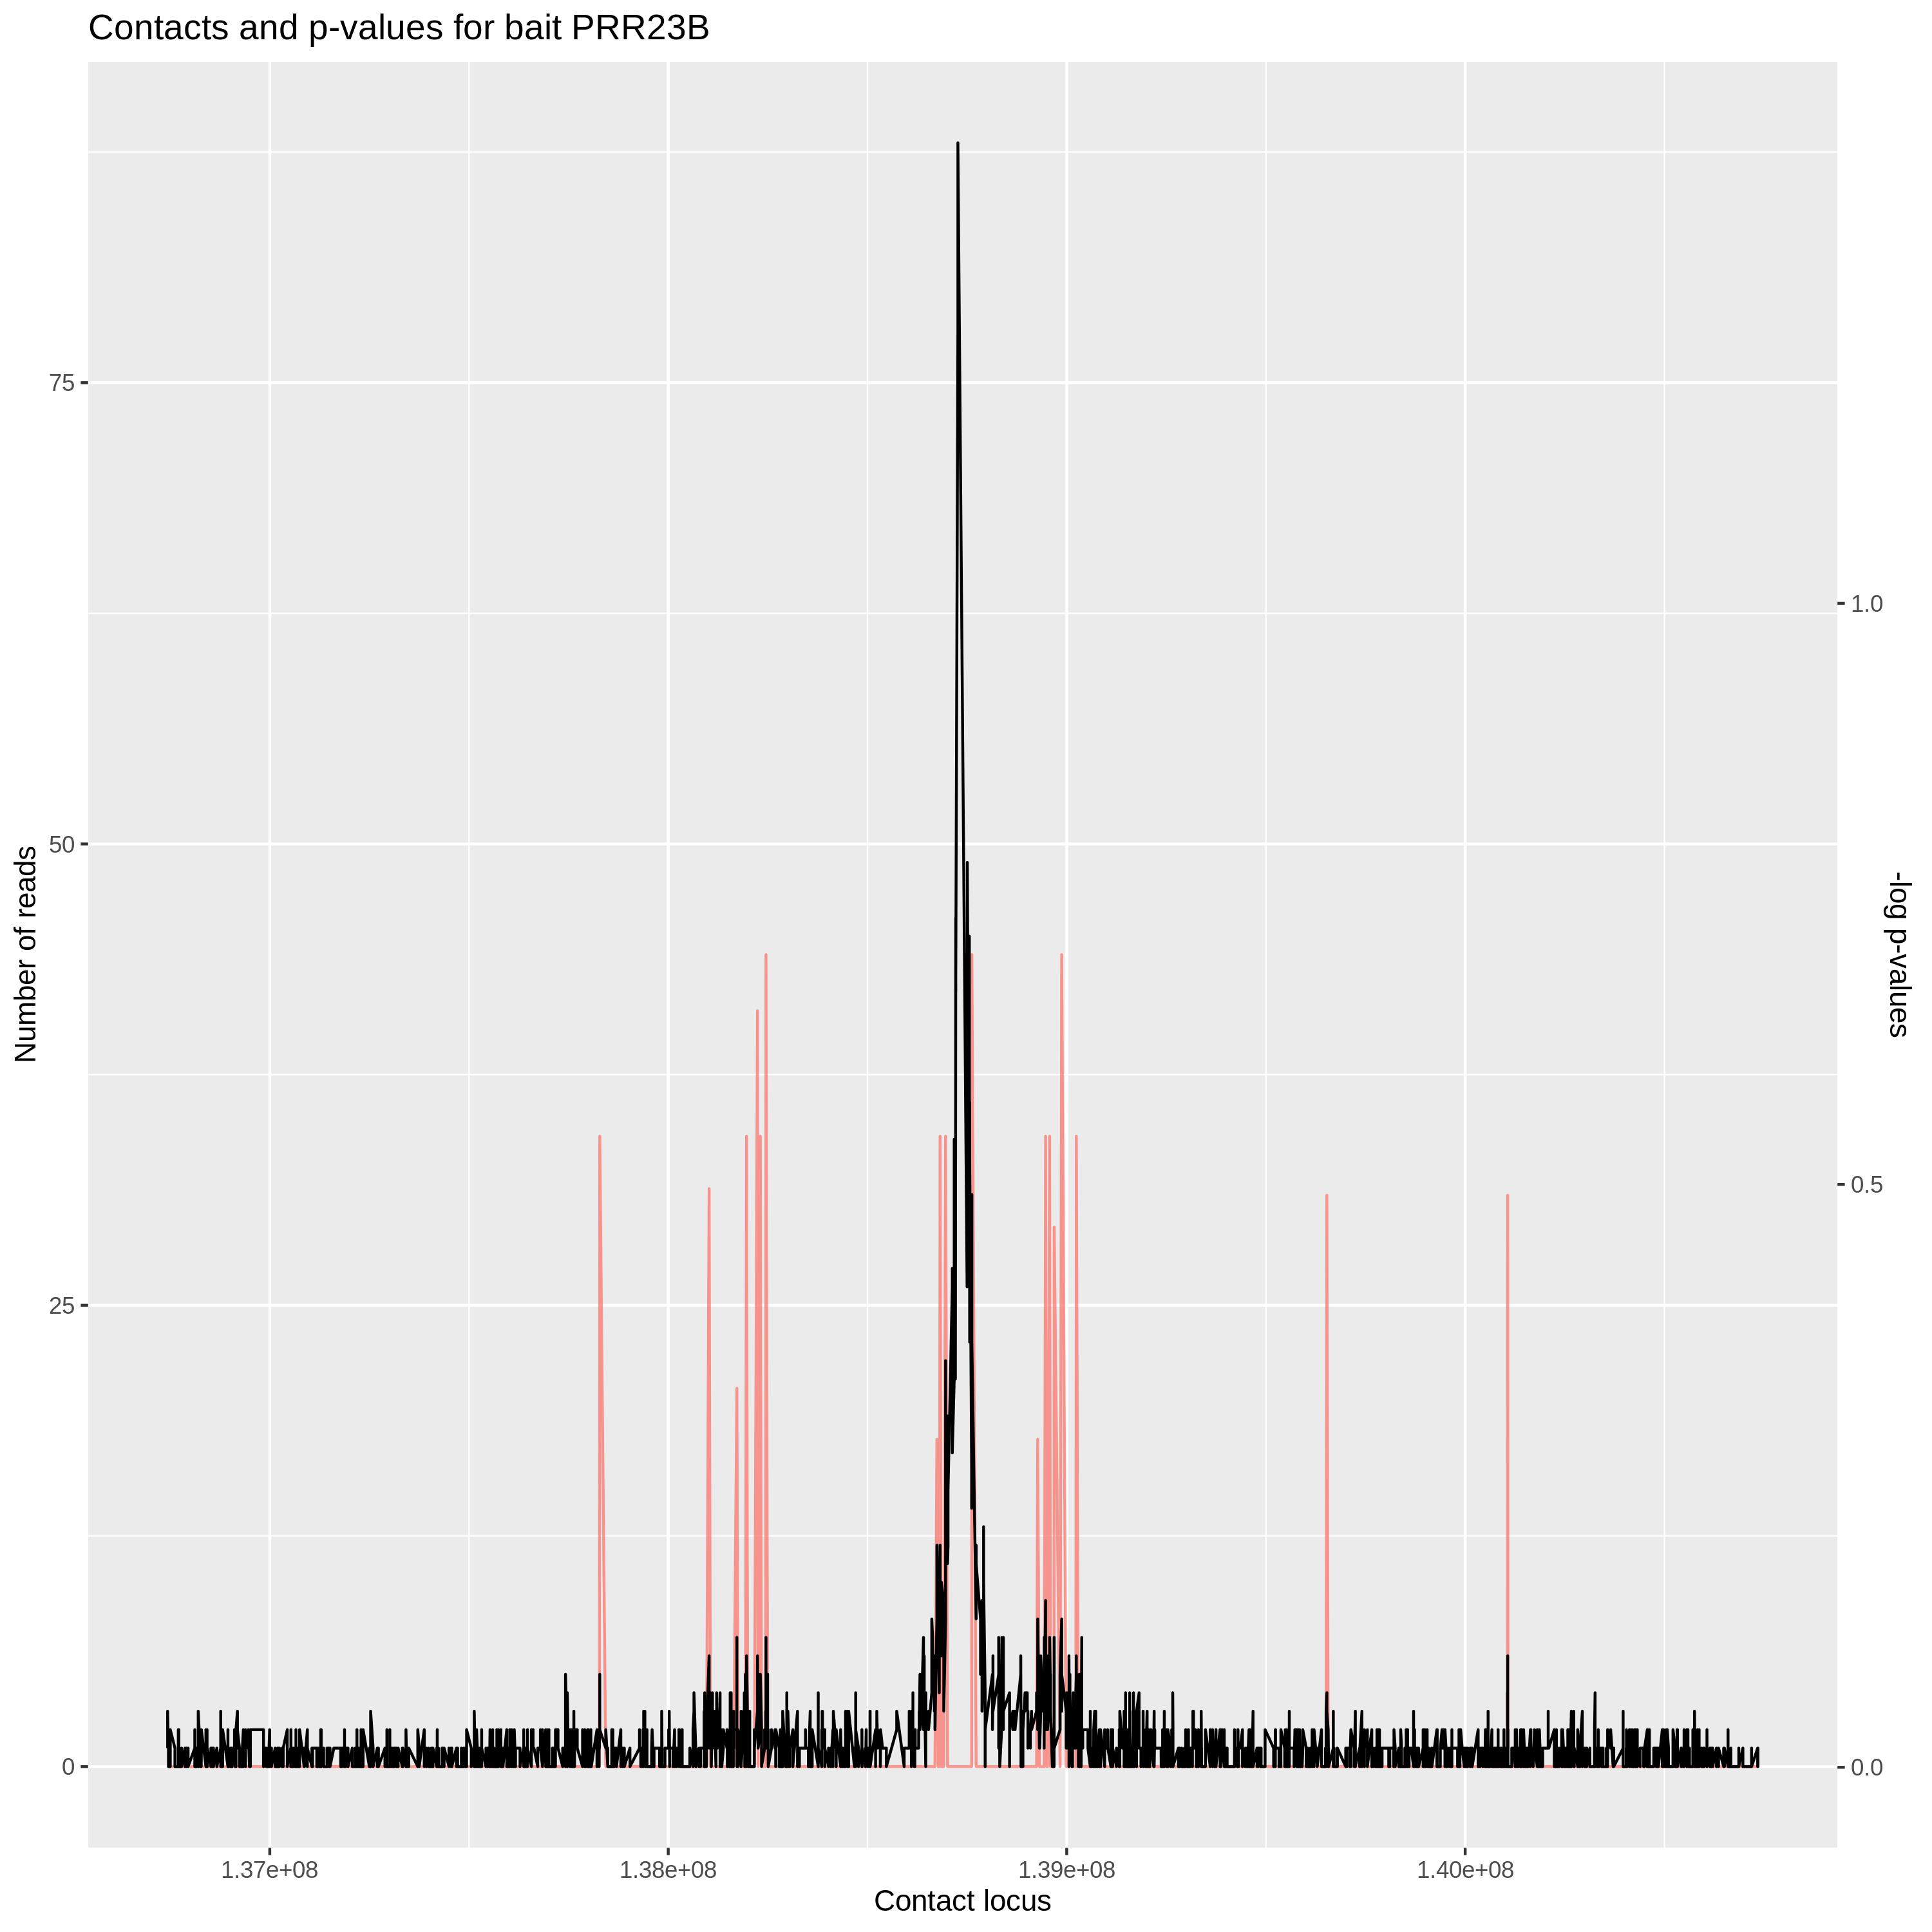 Contacts and p-values for bait PRR23B
75
50
25
0
1.0
0.5
0.0
Number of reads
-log p-values
1.37e+08
1.38e+08
1.39e+08
1.40e+08
Contact locus